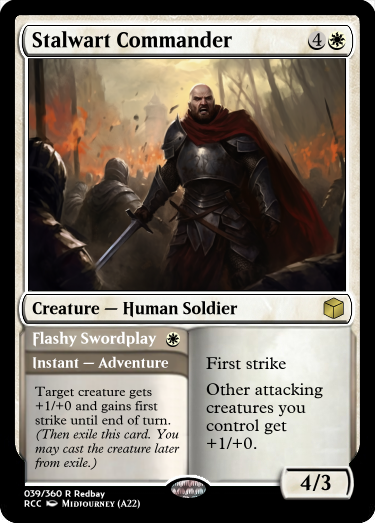 Stalwart Commander 4
Creature — Human Soldier
Flashy Swordplay
Instant — Adventure
Target creature gets
+1/+0 and gains first
strike until end of turn.
(Then exile this card. You
may cast the creature later
from exile.)
First strike
Other attacking
creatures you
control get
+1/+0.
4/3
039/360 R Redbay
RCC Midjourney (A22)